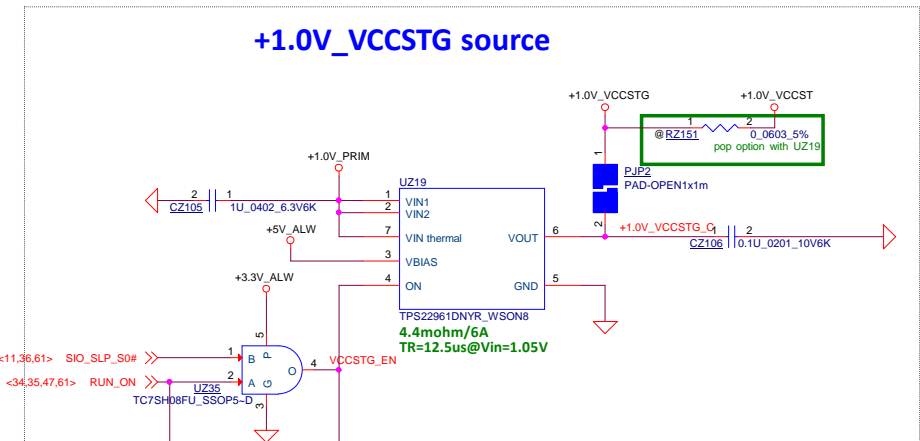 +1.0V_VCCSTG source
+1.0V_VCCSTG
+1.0V_VCCST
1
2
@
RZ151
0_0603_5%
pop option with UZ19
+1.0V_PRIM
1
PJP2
PAD-OPEN1x1m
2
UZ19
2
1
CZ105
1U_0402_6.3V6K
1
VIN1
2
VIN2
7
VIN thermal
VOUT
6
+1.0V_VCCSTG_C
1
2
CZ106
0.1U_0201_10V6K
+5V_ALW
3
VBIAS
+3.3V_ALW
4
ON
GND
5
TPS22961DNYR_WSON8
4.4mohm/6A
TR=12.5us@Vin=1.05V
5
<11,36,61>
SIO_SLP_S0#
1
B
P
O
4
VCCSTG_EN
<34,35,47,61>
RUN_ON
2
A
G
UZ35
TC7SH08FU_SSOP5~D
3